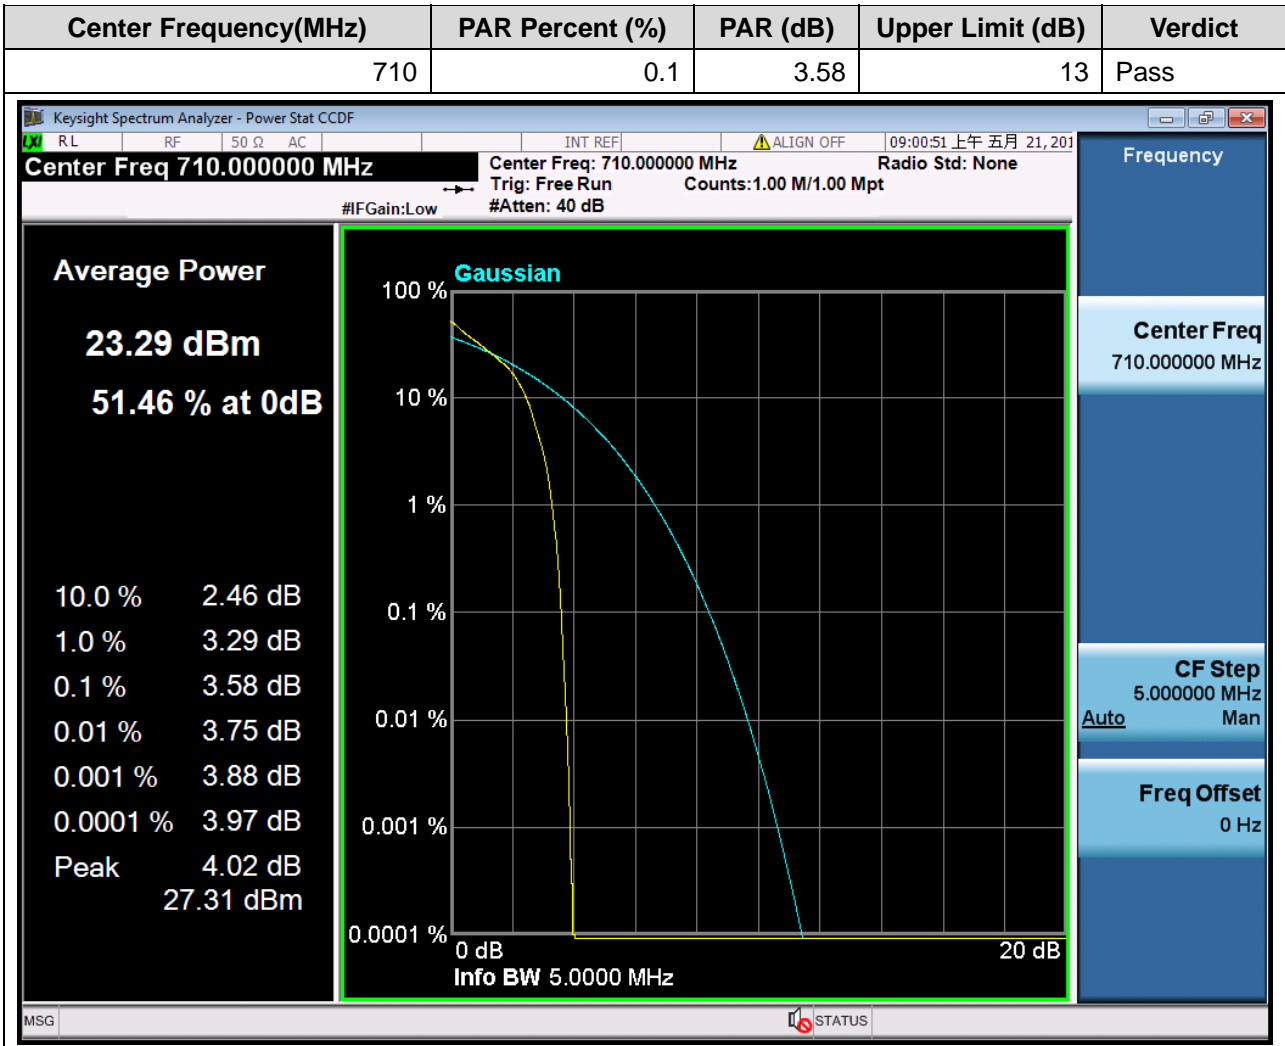 Center Frequency(MHz) PAR Percent (%) PAR (dB) Upper Limit (dB) Verdict
710 0.1 3.58 13 Pass
Keysight Spectrum Analyzer - Power Stat CCDF
LXI RL RF 50 Ω AC INT REF ALIGN OFF 09:00:51 上午 五月 21, 201
Center Freq 710.000000 MHz
Center Freq: 710.000000 MHz Radio Std: None
Trig: Free Run Counts:1.00 M/1.00 Mpt
#IFGain:Low #Atten: 40 dB
Average Power
23.29 dBm
51.46 % at 0dB
10.0 % 2.46 dB
1.0 % 3.29 dB
0.1 % 3.58 dB
0.01 % 3.75 dB
0.001 % 3.88 dB
0.0001 % 3.97 dB
Peak 4.02 dB
27.31 dBm
Gaussian
100 %
10 %
1 %
0.1 %
0.01 %
0.001 %
0.0001 %
0 dB 20 dB
Info BW 5.0000 MHz
Frequency
Center Freq
710.000000 MHz
CF Step
5.000000 MHz
Auto Man
Freq Offset
0 Hz
MSG STATUS